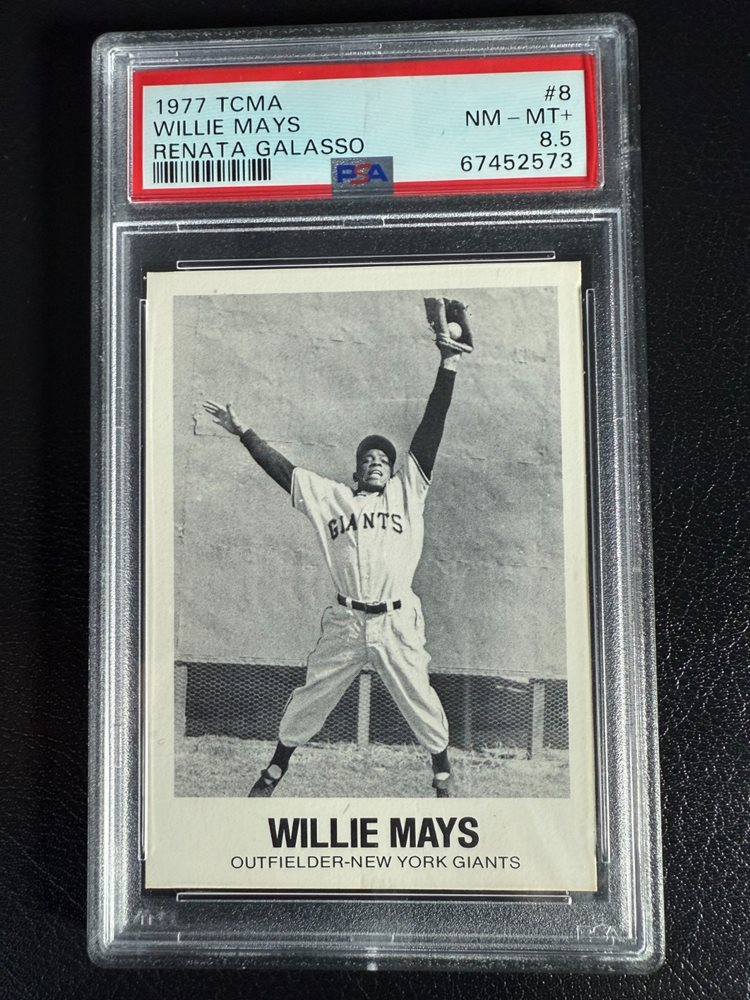 1977 TCMA #8
WILLIE MAYS NM – MT+
RENATA GALASSO 8.5
PSA 67452573
GIANTS
WILLIE MAYS
OUTFIELDER-NEW YORK GIANTS